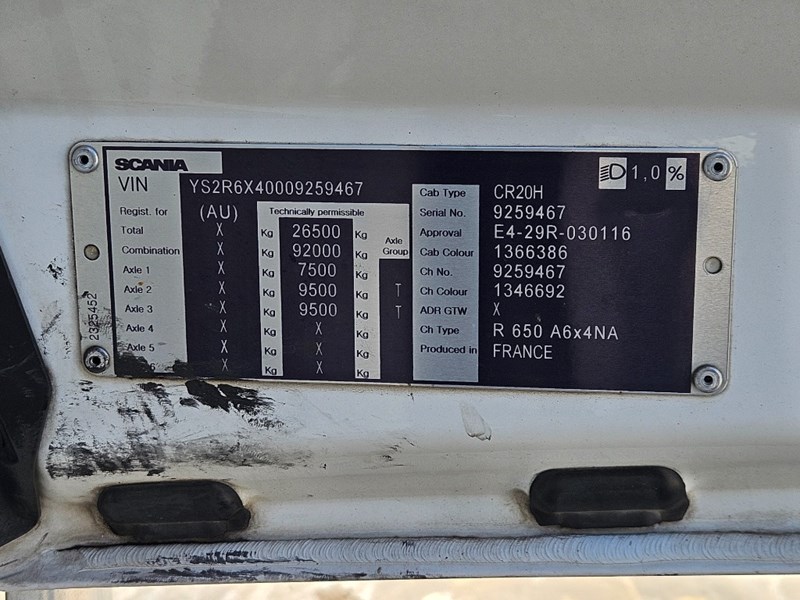 SCANIA
VIN YS2R6X40009259467
Regist. for (AU) Technically permissible
Total X Kg 26500 Kg Axle Group
Combination X Kg 92000 Kg
Axle 1 X Kg 7500 Kg
Axle 2 X Kg 9500 Kg T
Axle 3 X Kg 9500 Kg T
Axle 4 X Kg X Kg
Axle 5 X Kg X Kg
X Kg X Kg
2325452
1,0 %
Cab Type CR20H
Serial No. 9259467
Approval E4-29R-030116
Cab Colour 1366386
Ch No. 9259467
Ch Colour 1346692
ADR GTW X
Ch Type R 650 A6x4NA
Produced in FRANCE